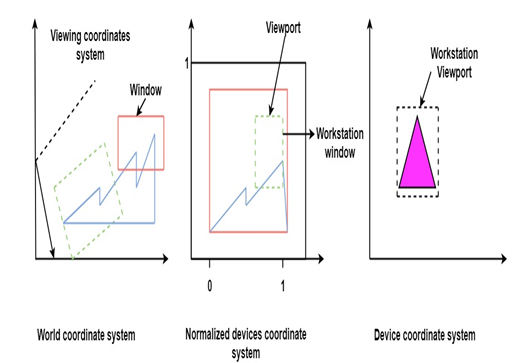 Viewing coordinates
system
Window
World coordinate system
Viewport
1
Workstation
window
0
1
Normalized devices coordinate
system
Workstation
Viewport
Device coordinate system